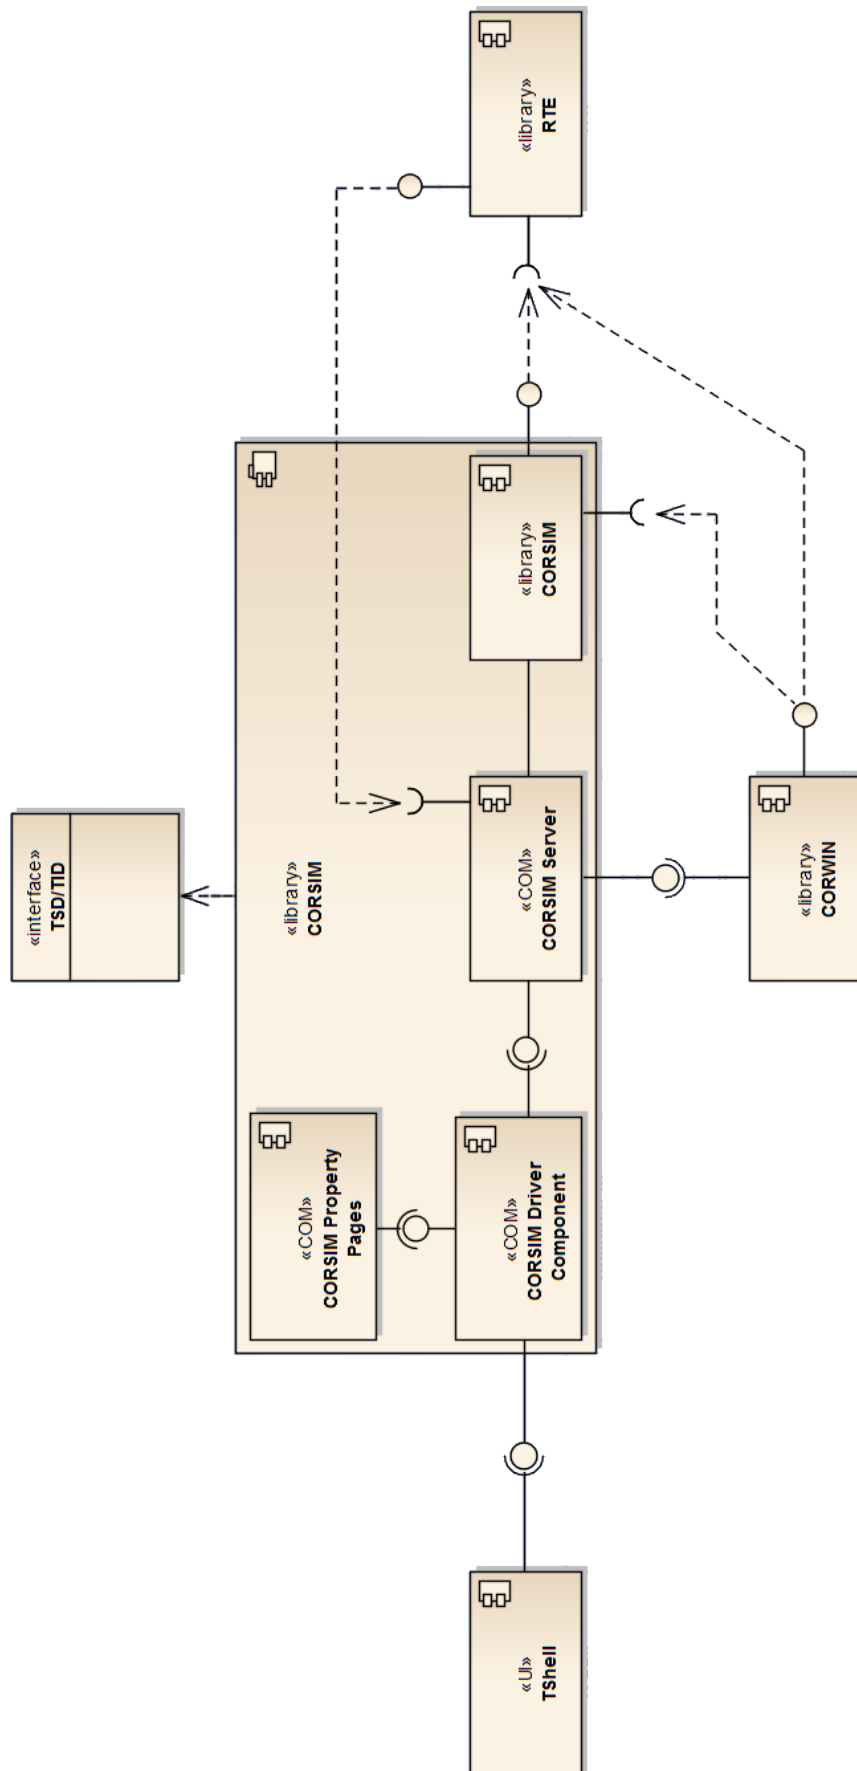 «interface»
TSD/TID
«library»
CORSIM
«COM»
CORSIM Property
Pages
«UI»
TShell
«COM»
CORSIM Driver
Component
«COM»
CORSIM Server
«library»
CORSIM
«library»
RTE
«library»
CORWIN